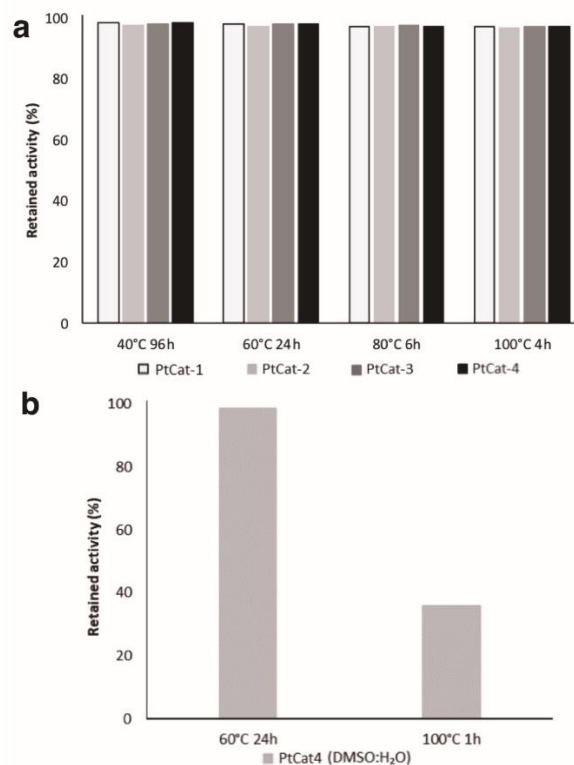 a
100
80
60
40
20
0
Retained activity (%)
40°C 96h 60°C 24h 80°C 6h 100°C 4h
PtCat-1 PtCat-2 PtCat-3 PtCat-4
b
100
80
60
40
20
0
Retained activity (%)
60°C 24h 100°C 1h
PtCat4 (DMSO:H₂O)